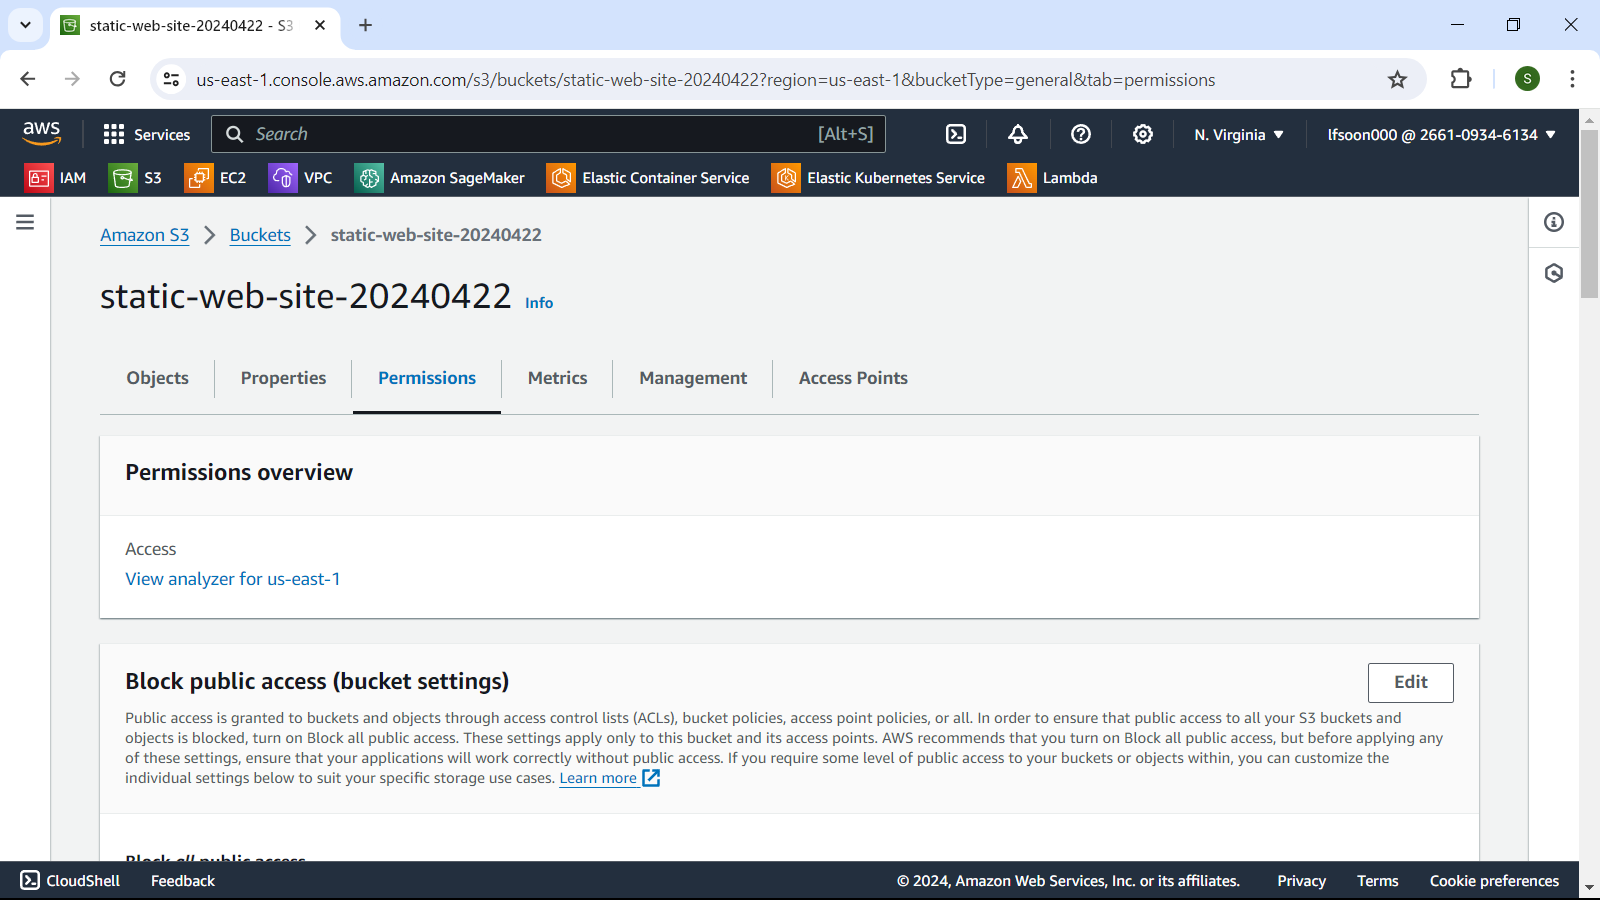 static-web-site-20240422 - S3
us-east-1.console.aws.amazon.com/s3/buckets/static-web-site-20240422?region=us-east-1&bucketType=general&tab=permissions
S
aws
Services
Search
[Alt+S]
N. Virginia
lfsoon000 @ 2661-0934-6134
IAM
S3
EC2
VPC
Amazon SageMaker
Elastic Container Service
Elastic Kubernetes Service
Lambda
Amazon S3
Buckets
static-web-site-20240422
static-web-site-20240422 Info
Objects
Properties
Permissions
Metrics
Management
Access Points
Permissions overview
Access
View analyzer for us-east-1
Block public access (bucket settings)
Edit
Public access is granted to buckets and objects through access control lists (ACLs), bucket policies, access point policies, or all. In order to ensure that public access to all your S3 buckets and
objects is blocked, turn on Block all public access. These settings apply only to this bucket and its access points. AWS recommends that you turn on Block all public access, but before applying any
of these settings, ensure that your applications will work correctly without public access. If you require some level of public access to your buckets or objects within, you can customize the
individual settings below to suit your specific storage use cases. Learn more
Block all public access
CloudShell
Feedback
© 2024, Amazon Web Services, Inc. or its affiliates.
Privacy
Terms
Cookie preferences